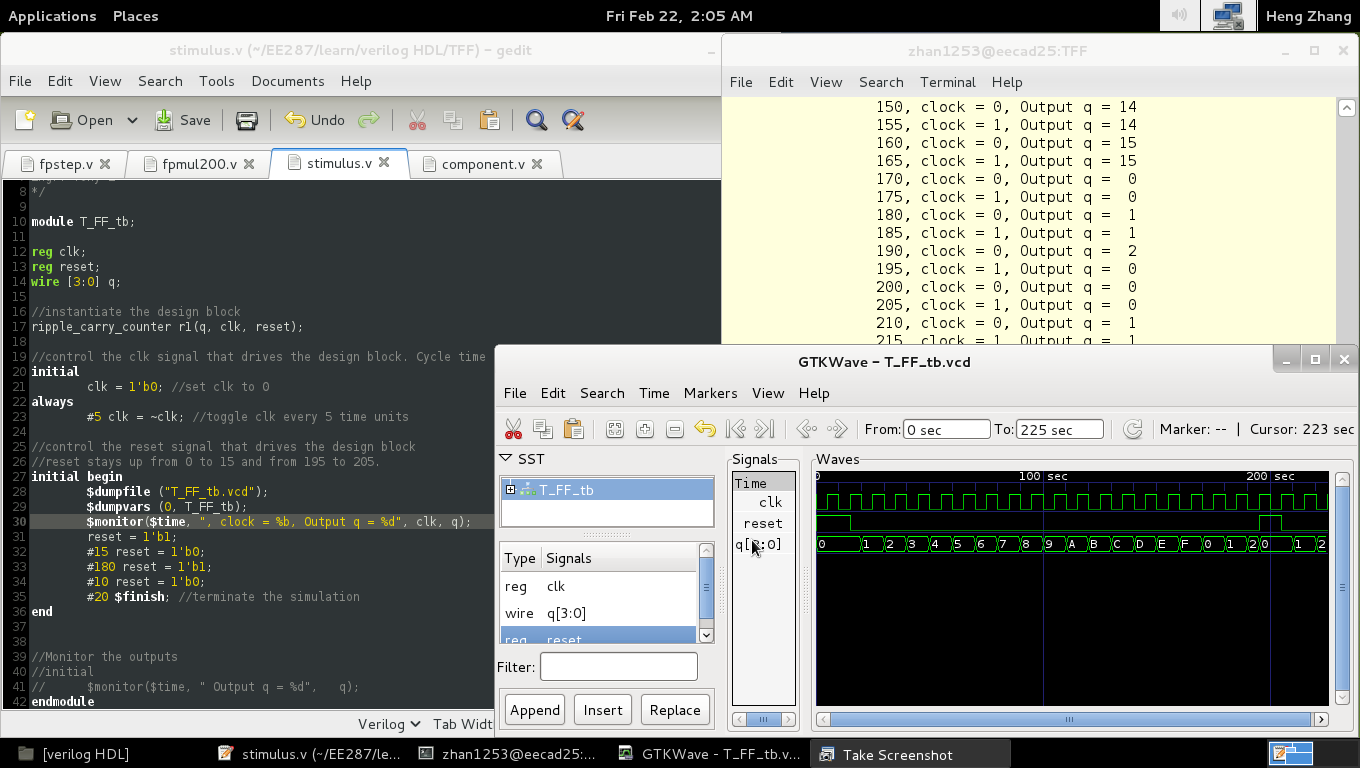 Applications Places Fri Feb 22, 2:05 AM Heng Zhang
stimulus.v (~/EE287/learn/verilog HDL/TFF) – gedit
File Edit View Search Tools Documents Help
Open Save Undo
fpstep.v fpmul200.v stimulus.v component.v
8 */
9
10 module T_FF_tb;
11
12 reg clk;
13 reg reset;
14 wire [3:0] q;
15
16 //instantiate the design block
17 ripple_carry_counter r1(q, clk, reset);
18
19 //control the clk signal that drives the design block. Cycle time
20 initial
21 clk = 1'b0; //set clk to 0
22 always
23 #5 clk = ~clk; //toggle clk every 5 time units
24
25 //control the reset signal that drives the design block
26 //reset stays up from 0 to 15 and from 195 to 205.
27 initial begin
28 $dumpfile ("T_FF_tb.vcd");
29 $dumpvars (0, T_FF_tb);
30 $monitor($time, ", clock = %b, Output q = %d", clk, q);
31 reset = 1'b1;
32 #15 reset = 1'b0;
33 #180 reset = 1'b1;
34 #10 reset = 1'b0;
35 #20 $finish; //terminate the simulation
36 end
37
38
39 //Monitor the outputs
40 //initial
41 // $monitor($time, " Output q = %d", q);
42 endmodule
Verilog Tab Widt
zhan1253@eecad25:TFF
File Edit View Search Terminal Help
150, clock = 0, Output q = 14
155, clock = 1, Output q = 14
160, clock = 0, Output q = 15
165, clock = 1, Output q = 15
170, clock = 0, Output q = 0
175, clock = 1, Output q = 0
180, clock = 0, Output q = 1
185, clock = 1, Output q = 1
190, clock = 0, Output q = 2
195, clock = 1, Output q = 0
200, clock = 0, Output q = 0
205, clock = 1, Output q = 0
210, clock = 0, Output q = 1
215, clock = 1, Output q = 1
GTKWave – T_FF_tb.vcd
File Edit Search Time Markers View Help
From: 0 sec To: 225 sec Marker: -- | Cursor: 223 sec
SST
T_FF_tb
Type Signals
reg clk
wire q[3:0]
reg reset
Filter:
Append Insert Replace
Signals
Time
clk
reset
q[3:0]
Waves
0 100 sec 200 sec
0 1 2 3 4 5 6 7 8 9 A B C D E F 0 1 2 0 1 2
[verilog HDL] stimulus.v (~/EE287/le... zhan1253@eecad25:... GTKWave – T_FF_tb.v... Take Screenshot